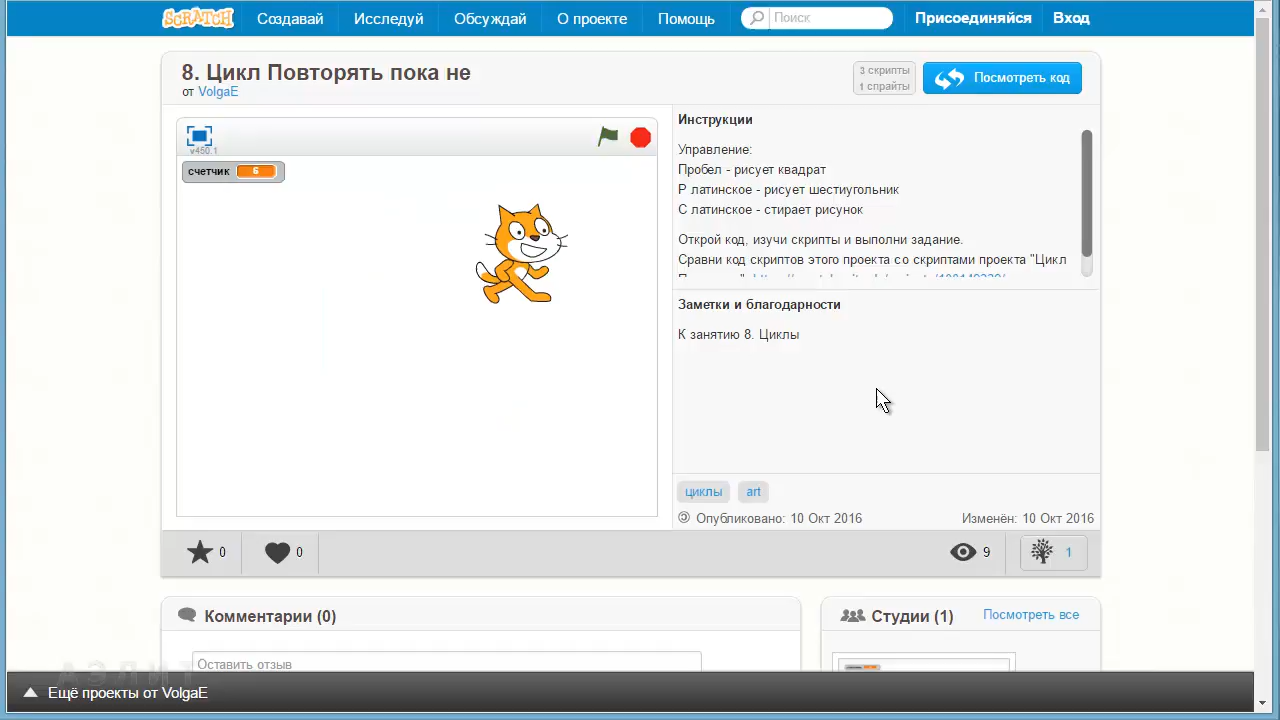 SCRATCH Создавай Исследуй Обсуждай О проекте Помощь Поиск Присоединяйся Вход
8. Цикл Повторять пока не
от VolgaE
3 скрипты
1 спрайты
Посмотреть код
v450.1
счетчик 6
Инструкции
Управление:
Пробел - рисует квадрат
P латинское - рисует шестиугольник
C латинское - стирает рисунок
Открой код, изучи скрипты и выполни задание.
Сравни код скриптов этого проекта со скриптами проекта "Цикл
Заметки и благодарности
К занятию 8. Циклы
циклы art
Опубликовано: 10 Окт 2016 Изменён: 10 Окт 2016
0 0 9 1
Комментарии (0)
Оставить отзыв
Студии (1) Посмотреть все
Ещё проекты от VolgaE